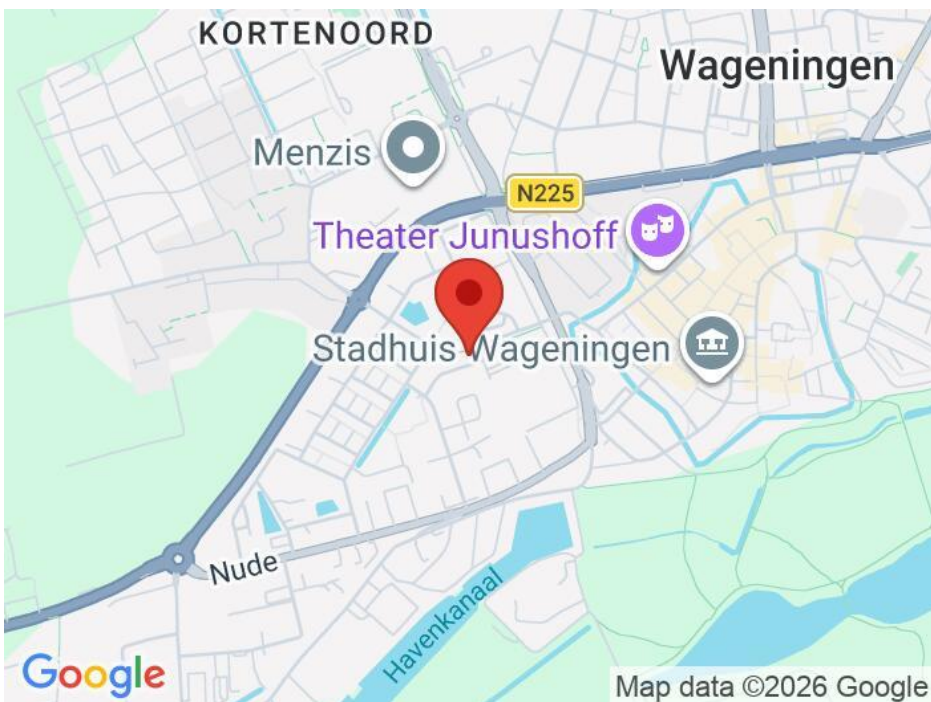 KORTENOORD
Wageningen
Menzis
N225
Theater Junushoff
Stadhuis Wageningen
Nude
Havenkanaal
Google
Map data ©2026 Google